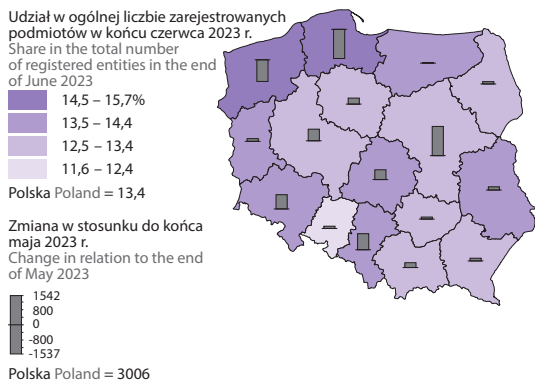 Udział w ogólnej liczbie zarejestrowanych
podmiotów w końcu czerwca 2023 r.
Share in the total number
of registered entities in the end
of June 2023
14,5 – 15,7%
13,5 – 14,4
12,5 – 13,4
11,6 – 12,4
Polska Poland = 13,4
Zmiana w stosunku do końca
maja 2023 r.
Change in relation to the end
of May 2023
1542
800
0
-800
-1537
Polska Poland = 3006